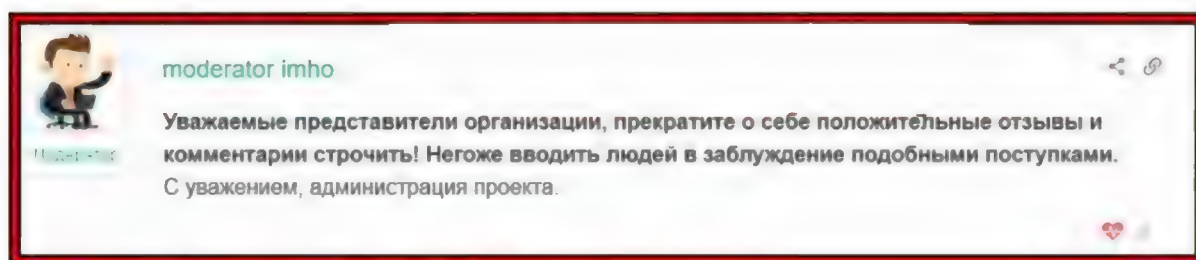 moderator imho
Уважаемые представители организации, прекратите о себе положительные отзывы и
комментарии строчить! Негоже вводить людей в заблуждение подобными поступками.
С уважением, администрация проекта.